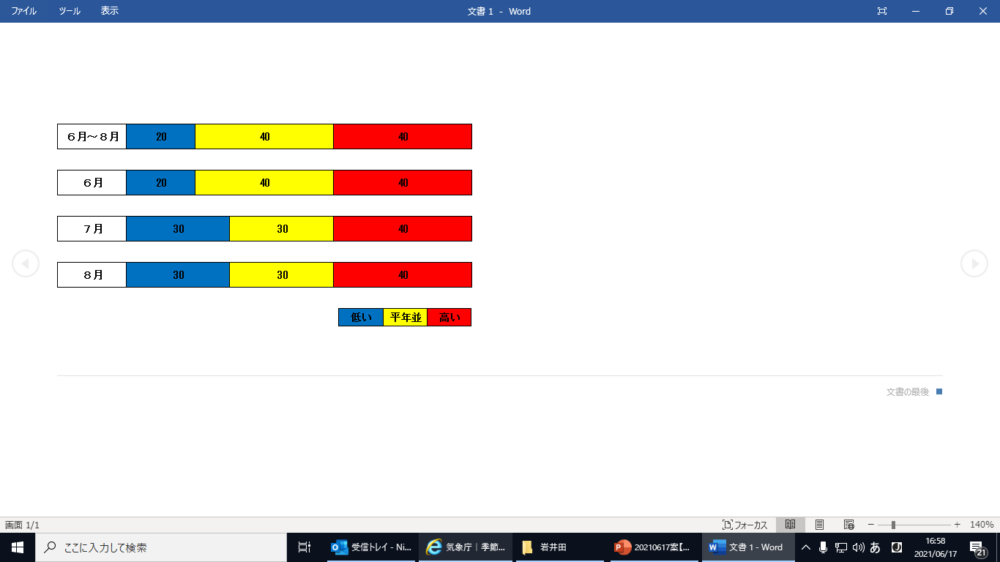 ファイル ツール 表示 文書 1 - Word
６月～８月 20 40 40
６月 20 40 40
７月 30 30 40
８月 30 30 40
低い 平年並 高い
文書の最後
画面 1/1 フォーカス 140%
ここに入力して検索 受信トレイ - Ni... 気象庁｜季節... 岩井田 20210617案【... 文書 1 - Word あ 16:58
2021/06/17 21